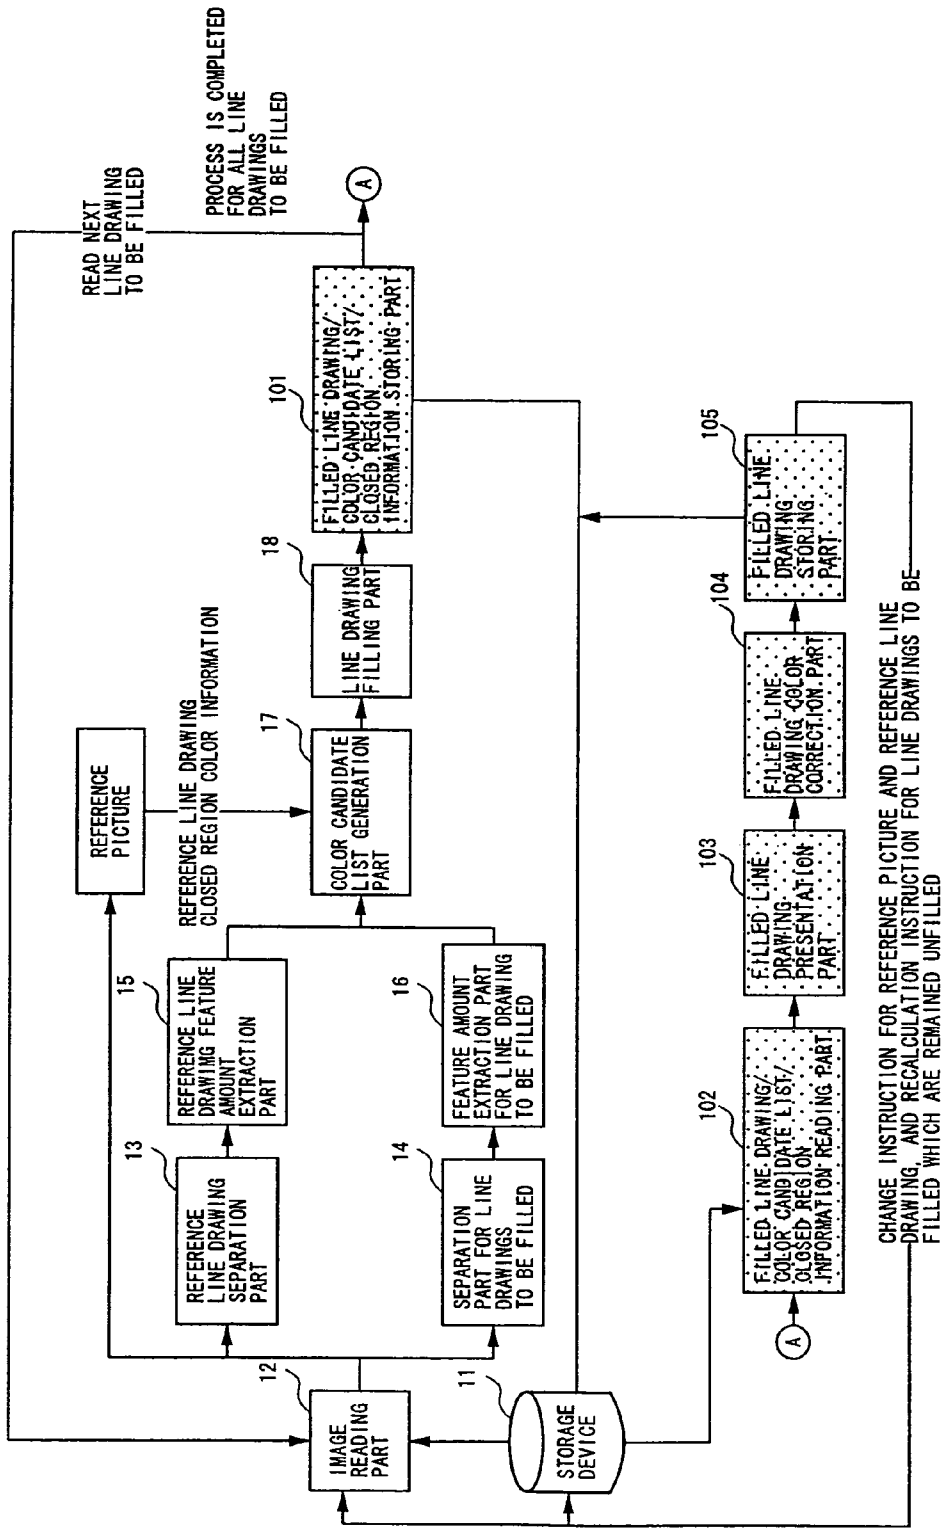 READ NEXT
LINE DRAWING
TO BE FILLED
PROCESS IS COMPLETED
FOR ALL LINE
DRAWINGS
TO BE FILLED
REFERENCE
PICTURE
REFERENCE LINE DRAWING
CLOSED REGION COLOR INFORMATION
12
IMAGE
READING
PART
13
REFERENCE
LINE DRAWING
SEPARATION
PART
15
REFERENCE LINE
DRAWIMG FEATURE
AMOUNT
EXTRACTION
PART
14
SEPARATION
PART FOR LINE
DRAWINGS
TO BE FILLED
16
FEATURE AMOUNT
EXTRACTION PART
FOR LINE DRAWING
TO BE FILLED
17
COLOR CANDIDATE
LIST GENERATION
PART
18
LINE DRAWING
FILLING PART
101
FILLED LINE DRAWING/
COLOR CANDIDATE LIST/
CLOSED REGION
INFORMATION STORING PART
A
11
STORAGE
DEVICE
A
102
FILLED LINE DRAWING/
COLOR CANDIDATE LIST/
CLOSED REGION
INFORMATION READING PART
103
FILLED LINE
DRAWING
PRESENTATION
PART
104
FILLED LINE
DRAWING COLOR
CORRECTION PART
105
FILLED LINE
DRAWING
STORING
PART
CHANGE INSTRUCTION FOR REFERENCE PICTURE AND REFERENCE LINE
DRAWING, AND RECALCULATION INSTRUCTION FOR LINE DRAWINGS TO BE
FILLED WHICH ARE REMAINED UNFILLED